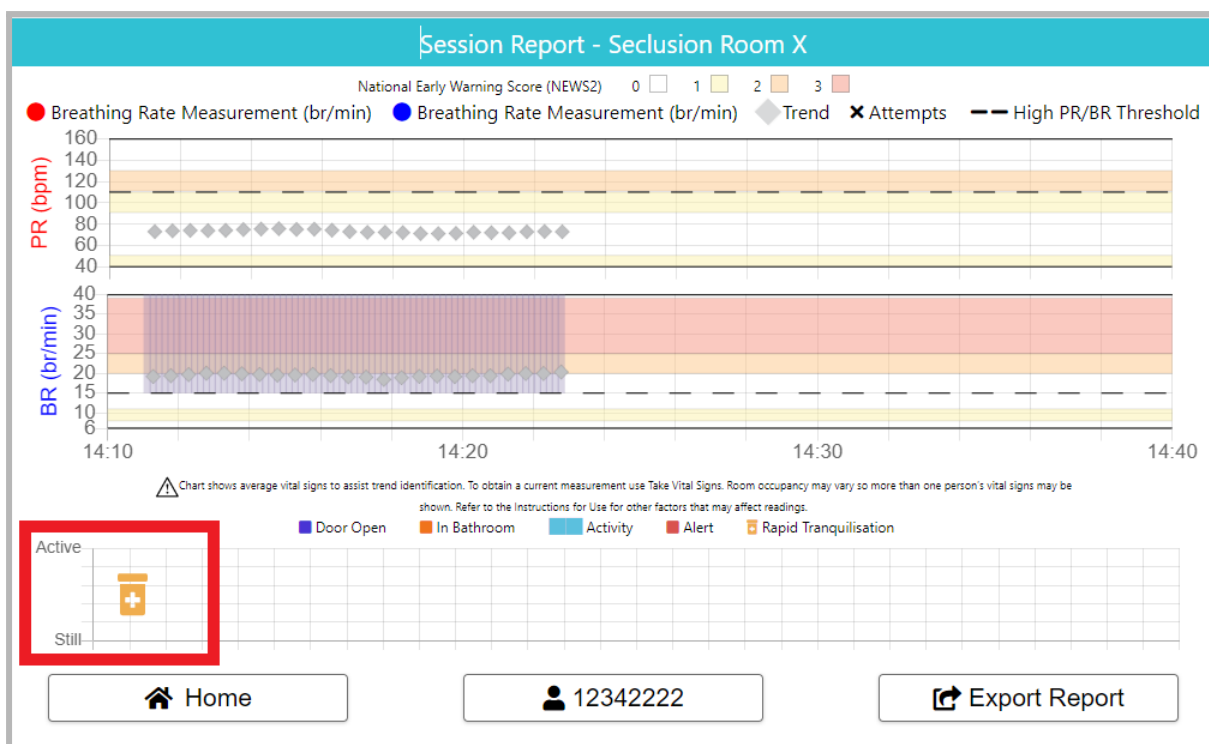 Session Report - Seclusion Room X
National Early Warning Score (NEWS2) 0 1 2 3
Breathing Rate Measurement (br/min) Breathing Rate Measurement (br/min) Trend Attempts High PR/BR Threshold
PR (bpm)
160
140
120
100
80
60
40
BR (br/min)
40
35
30
25
20
15
10
6
14:10 14:20 14:30 14:40
Chart shows average vital signs to assist trend identification. To obtain a current measurement use Take Vital Signs. Room occupancy may vary so more than one person's vital signs may be
shown. Refer to the Instructions for Use for other factors that may affect readings.
Door Open In Bathroom Activity Alert Rapid Tranquilisation
Active
Still
Home 12342222 Export Report